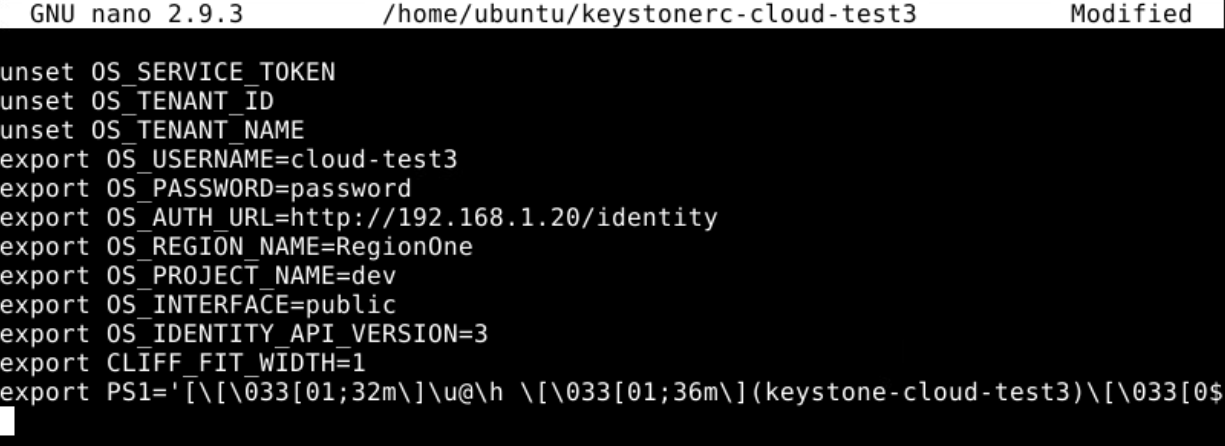 GNU nano 2.9.3 /home/ubuntu/keystonerc-cloud-test3 Modified
unset OS_SERVICE_TOKEN
unset OS_TENANT_ID
unset OS_TENANT_NAME
export OS_USERNAME=cloud-test3
export OS_PASSWORD=password
export OS_AUTH_URL=http://192.168.1.20/identity
export OS_REGION_NAME=RegionOne
export OS_PROJECT_NAME=dev
export OS_INTERFACE=public
export OS_IDENTITY_API_VERSION=3
export CLIFF_FIT_WIDTH=1
export PS1='[\[\033[01;32m\]\u@\h \[\033[01;36m\](keystone-cloud-test3)\[\033[0$